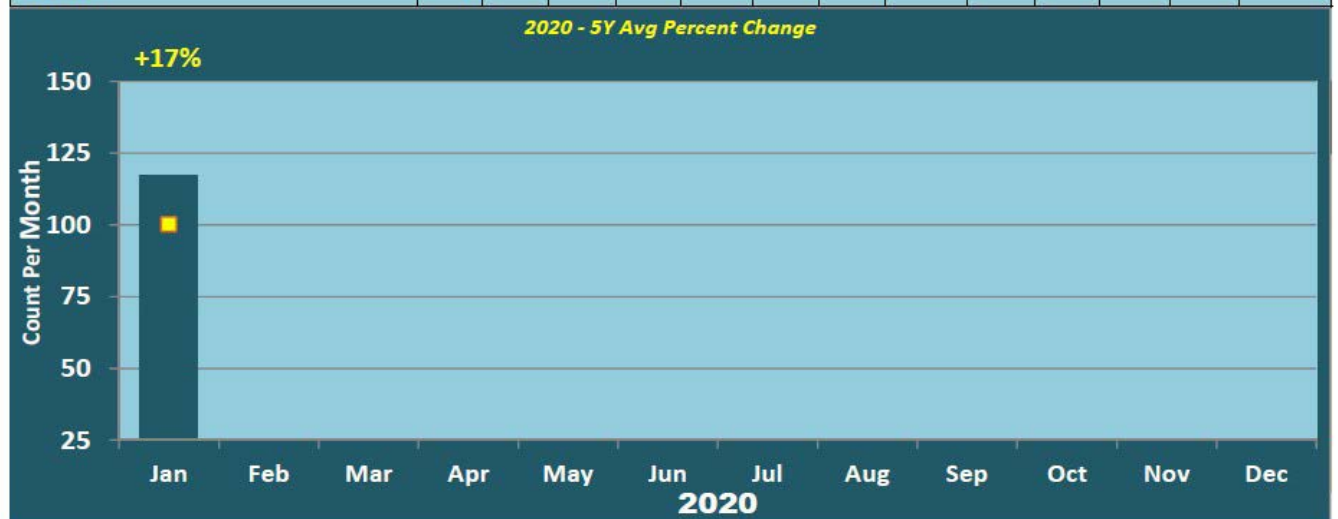 2020 - 5Y Avg Percent Change
+17%
150
125
100
75
50
25
Count Per Month
Jan Feb Mar Apr May Jun Jul Aug Sep Oct Nov Dec
2020